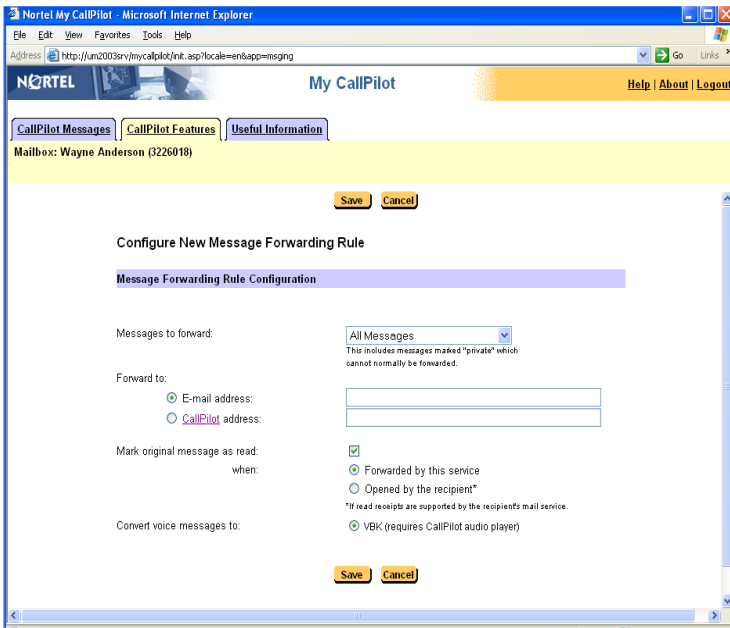 Nortel My CallPilot - Microsoft Internet Explorer
File Edit View Favorites Tools Help
Address http://um2003srv/mycallpilot/init.asp?locale=en&app=msging Go Links »
NORTEL My CallPilot Help | About | Logout
CallPilot Messages CallPilot Features Useful Information
Mailbox: Wayne Anderson (3226018)
Save Cancel
Configure New Message Forwarding Rule
Message Forwarding Rule Configuration
Messages to forward: All Messages
This includes messages marked "private" which
cannot normally be forwarded.
Forward to:
E-mail address:
CallPilot address:
Mark original message as read:
when: Forwarded by this service
Opened by the recipient*
*If read receipts are supported by the recipient's mail service.
Convert voice messages to: VBK (requires CallPilot audio player)
Save Cancel